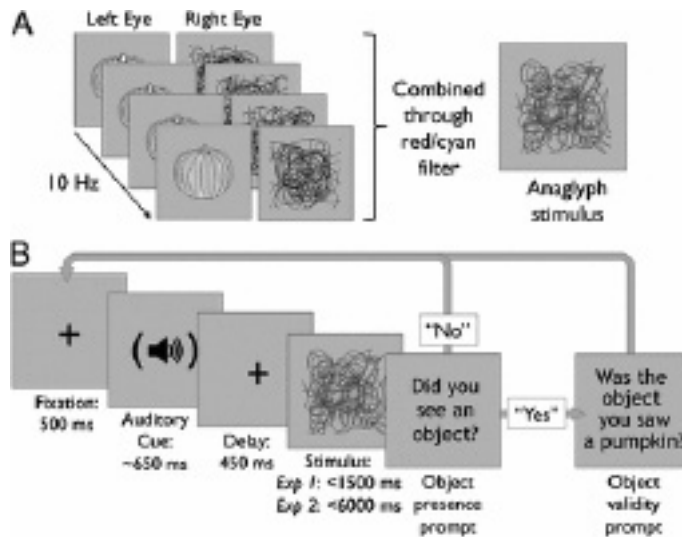 A
Left Eye Right Eye
10 Hz
Combined
through
red/cyan
filter
Anaglyph
stimulus
B
"No"
Did you
see an
object?
"Yes"
Was the
object
you saw
a pumpkin?
Fixation:
500 ms
Auditory
Cue:
~650 ms
Delay:
450 ms
Stimulus:
Exp 1: <1500 ms
Exp 2: <6000 ms
Object
presence
prompt
Object
validity
prompt